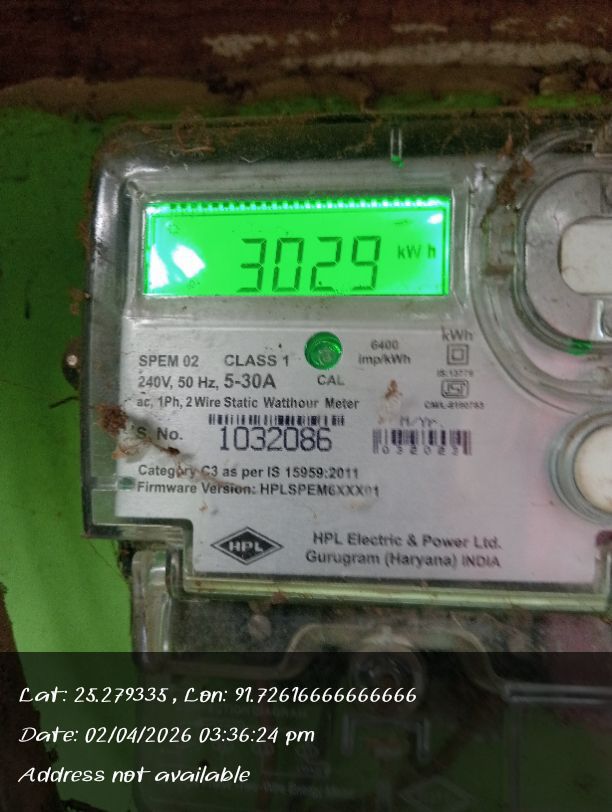 3029 kWh
SPEM 02 CLASS 1
240V, 50 Hz, 5-30A
CAL
6400
imp/kWh
kWh
IS:13779
ac, 1Ph, 2 Wire Static Watthour Meter
S. No. 1032086
M/Yr.
032023
Category C3 as per IS 15959:2011
Firmware Version: HPLSPEM6XXX01
HPL
HPL Electric & Power Ltd.
Gurugram (Haryana) INDIA
Lat: 25.279335 , Lon: 91.72616666666666
Date: 02/04/2026 03:36:24 pm
Address not available